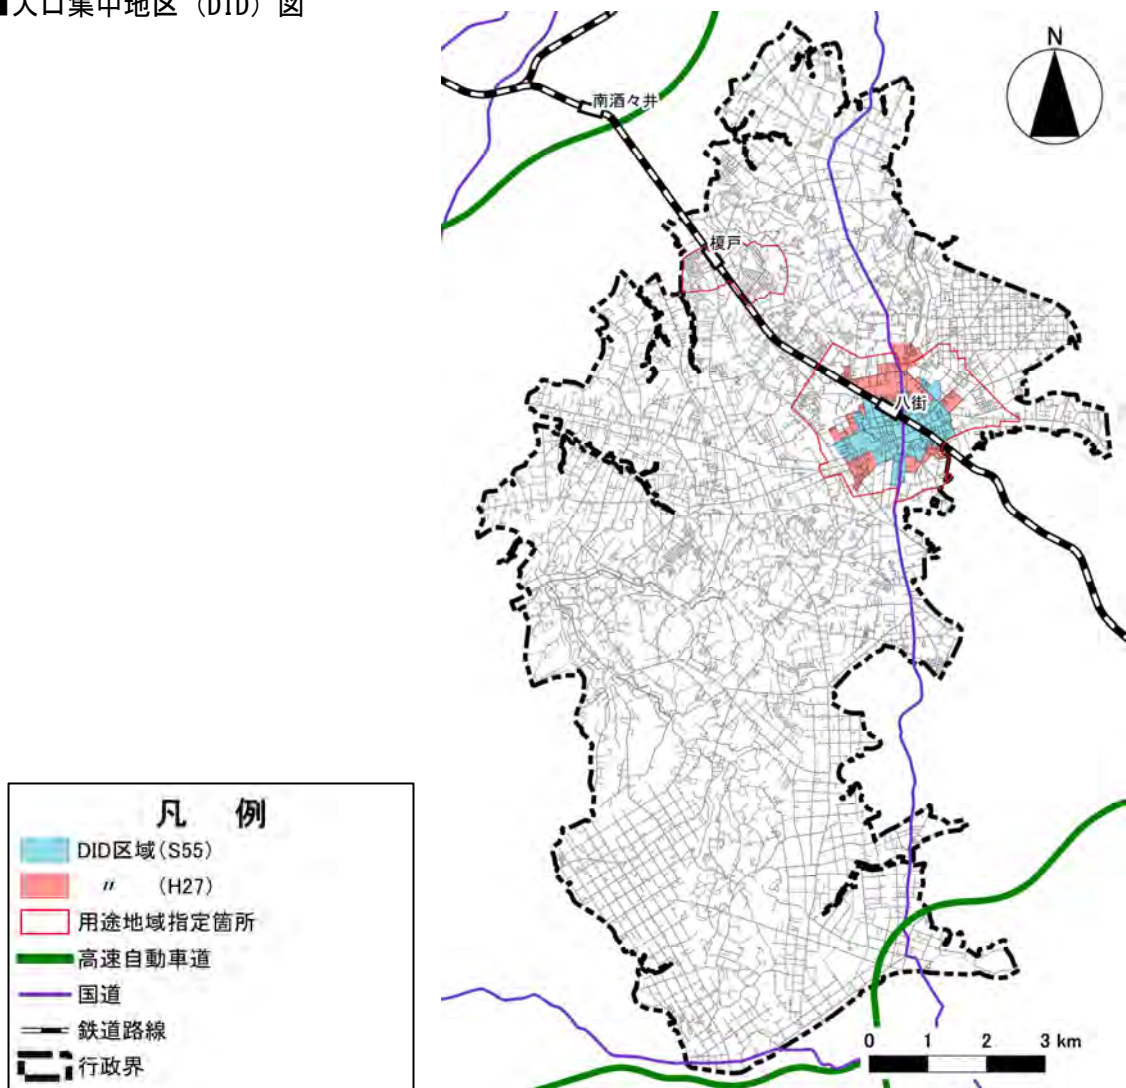 ■人口集中地区（DID）図
N
南酒々井
榎戸
八街
凡 例
DID区域(S55)
〃 (H27)
用途地域指定箇所
高速自動車道
国道
鉄道路線
行政界
0 1 2 3 km